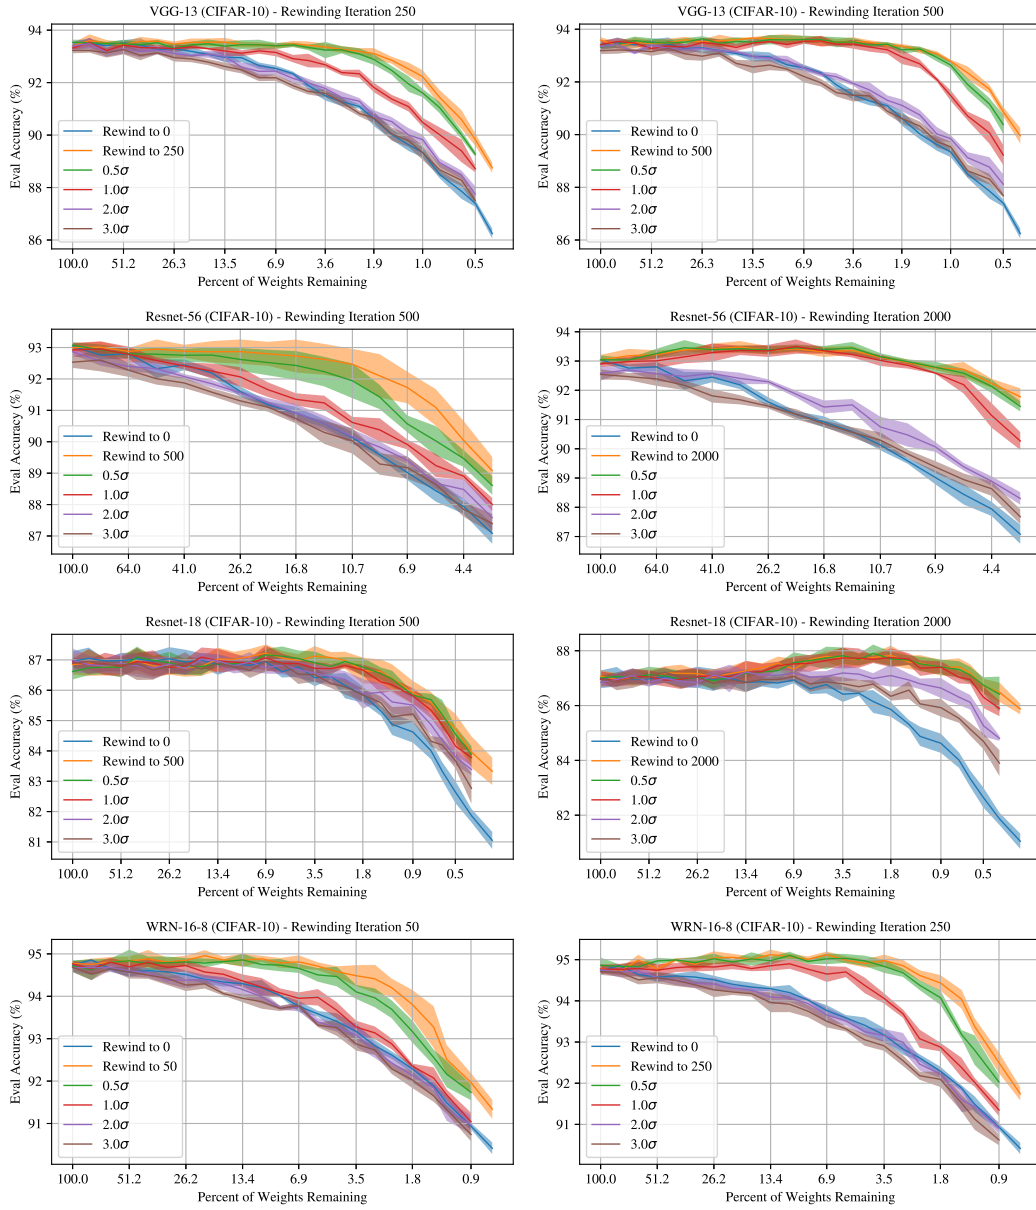 VGG-13 (CIFAR-10) - Rewinding Iteration 250
94
92
90
88
86
Eval Accuracy (%)
Rewind to 0
Rewind to 250
0.5σ
1.0σ
2.0σ
3.0σ
100.0 51.2 26.3 13.5 6.9 3.6 1.9 1.0 0.5
Percent of Weights Remaining
VGG-13 (CIFAR-10) - Rewinding Iteration 500
94
92
90
88
86
Eval Accuracy (%)
Rewind to 0
Rewind to 500
0.5σ
1.0σ
2.0σ
3.0σ
100.0 51.2 26.3 13.5 6.9 3.6 1.9 1.0 0.5
Percent of Weights Remaining
Resnet-56 (CIFAR-10) - Rewinding Iteration 500
93
92
91
90
89
88
87
Eval Accuracy (%)
Rewind to 0
Rewind to 500
0.5σ
1.0σ
2.0σ
3.0σ
100.0 64.0 41.0 26.2 16.8 10.7 6.9 4.4
Percent of Weights Remaining
Resnet-56 (CIFAR-10) - Rewinding Iteration 2000
94
93
92
91
90
89
88
87
Eval Accuracy (%)
Rewind to 0
Rewind to 2000
0.5σ
1.0σ
2.0σ
3.0σ
100.0 64.0 41.0 26.2 16.8 10.7 6.9 4.4
Percent of Weights Remaining
Resnet-18 (CIFAR-10) - Rewinding Iteration 500
87
86
85
84
83
82
81
Eval Accuracy (%)
Rewind to 0
Rewind to 500
0.5σ
1.0σ
2.0σ
3.0σ
100.0 51.2 26.2 13.4 6.9 3.5 1.8 0.9 0.5
Percent of Weights Remaining
Resnet-18 (CIFAR-10) - Rewinding Iteration 2000
88
86
84
82
Eval Accuracy (%)
Rewind to 0
Rewind to 2000
0.5σ
1.0σ
2.0σ
3.0σ
100.0 51.2 26.2 13.4 6.9 3.5 1.8 0.9 0.5
Percent of Weights Remaining
WRN-16-8 (CIFAR-10) - Rewinding Iteration 50
95
94
93
92
91
Eval Accuracy (%)
Rewind to 0
Rewind to 50
0.5σ
1.0σ
2.0σ
3.0σ
100.0 51.2 26.2 13.4 6.9 3.5 1.8 0.9
Percent of Weights Remaining
WRN-16-8 (CIFAR-10) - Rewinding Iteration 250
95
94
93
92
91
Eval Accuracy (%)
Rewind to 0
Rewind to 250
0.5σ
1.0σ
2.0σ
3.0σ
100.0 51.2 26.2 13.4 6.9 3.5 1.8 0.9
Percent of Weights Remaining